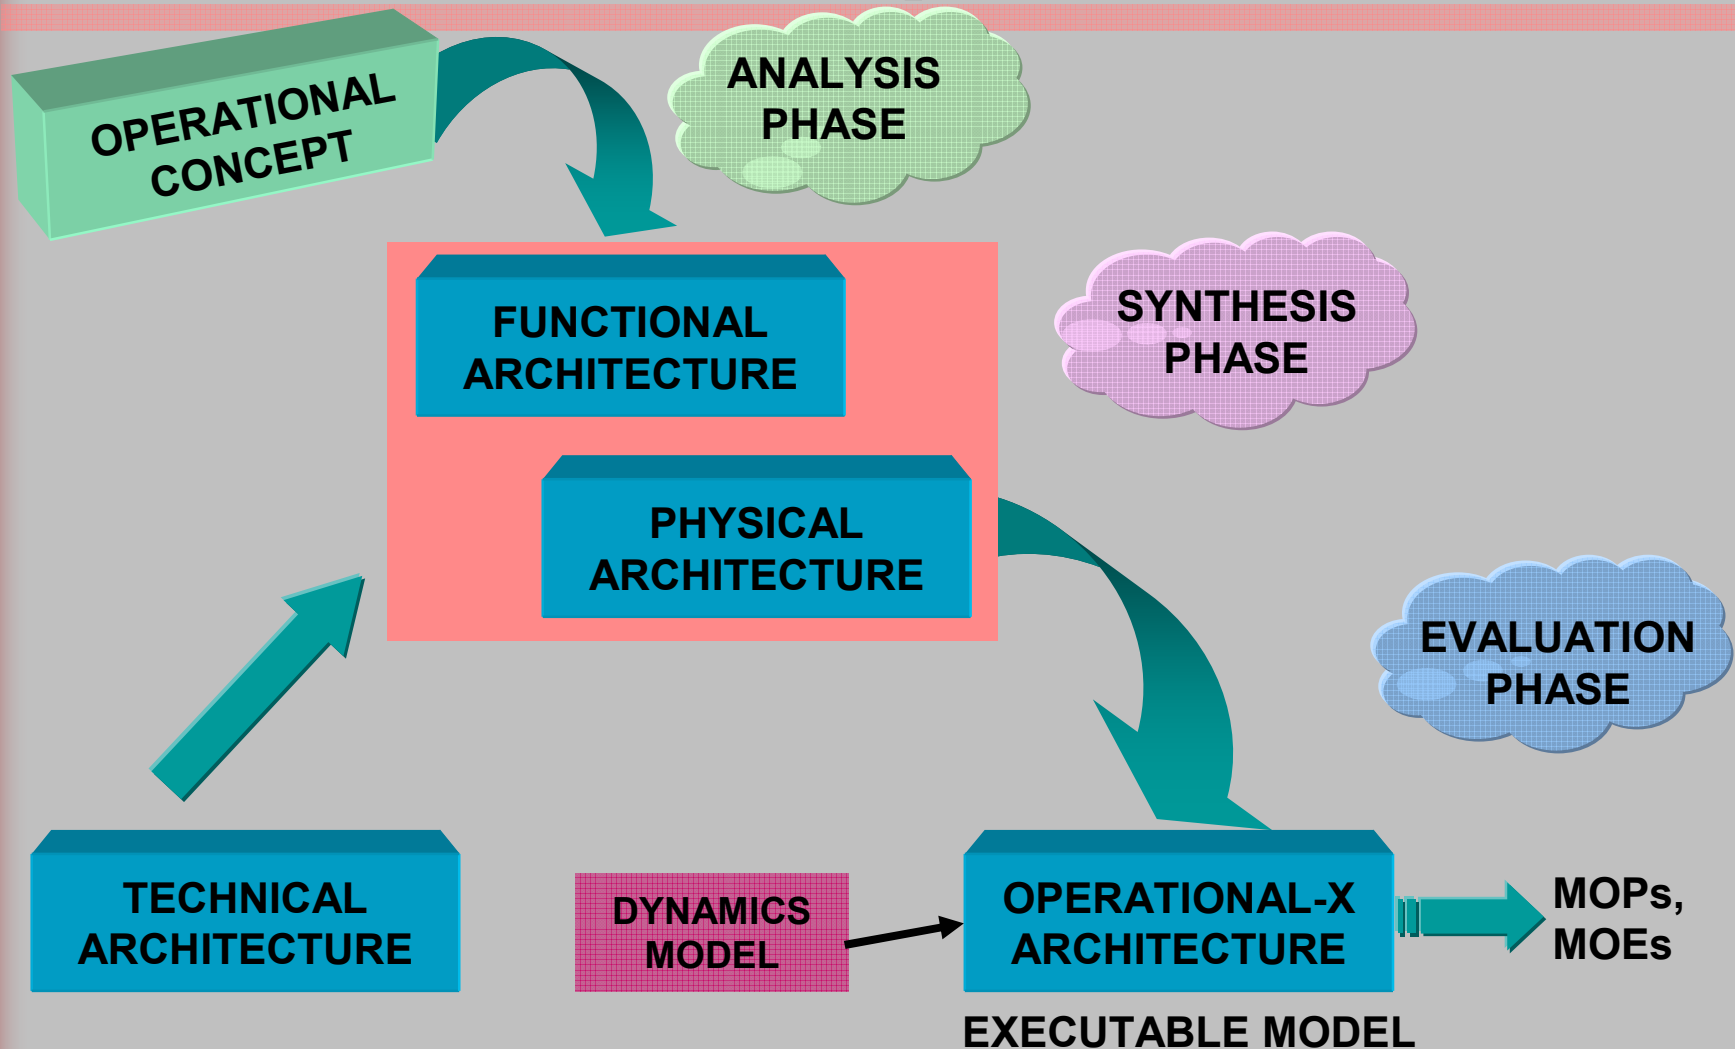 OPERATIONAL
CONCEPT
ANALYSIS
PHASE
FUNCTIONAL
ARCHITECTURE
SYNTHESIS
PHASE
PHYSICAL
ARCHITECTURE
EVALUATION
PHASE
TECHNICAL
ARCHITECTURE
DYNAMICS
MODEL
OPERATIONAL-X
ARCHITECTURE
MOPs,
MOEs
EXECUTABLE MODEL